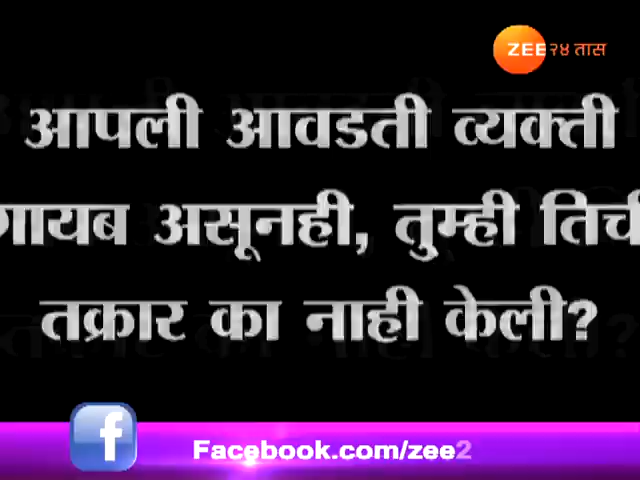 ZEE २४ तास
आपली आवडती व्यक्ती
गायब असूनही, तुम्ही तिची
तक्रार का नाही केली?
Facebook.com/zee2